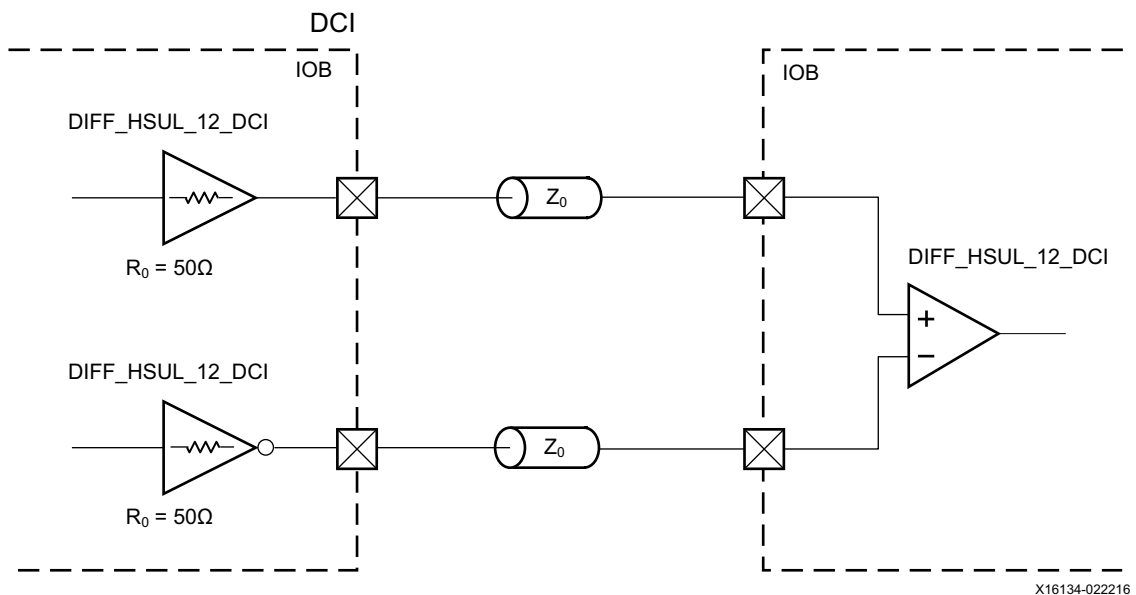 DCI
IOB
IOB
DIFF_HSUL_12_DCI
Z0
R0 = 50Ω
DIFF_HSUL_12_DCI
+
−
DIFF_HSUL_12_DCI
Z0
R0 = 50Ω
X16134-022216